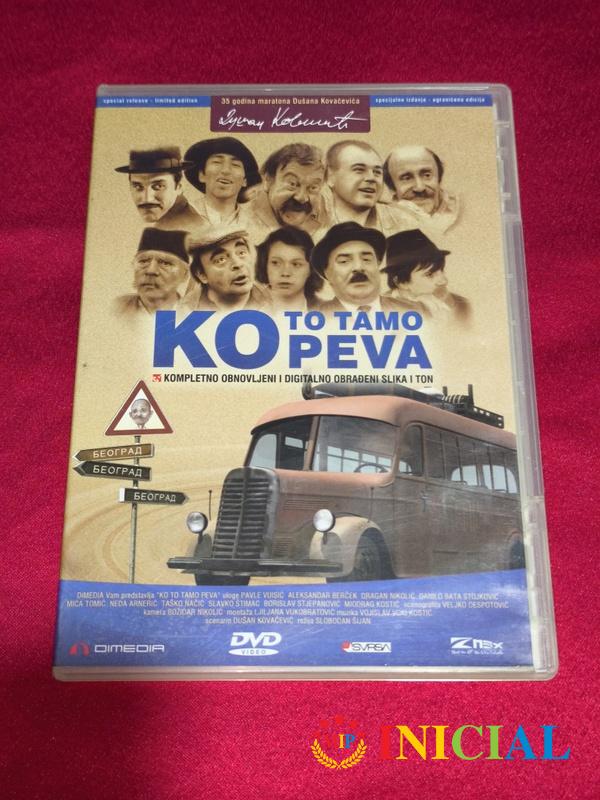 special release - limited edition
35 godina maratona Dušana Kovačevića
specijalno izdanje - ograničena edicija
KO TO TAMO
PEVA
KOMPLETNO OBNOVLJENI I DIGITALNO OBRAĐENI SLIKA I TON
БЕОГРАД
БЕОГРАД
БЕОГРАД
DiMEDIA Vam predstavlja "KO TO TAMO PEVA" uloge PAVLE VUISIĆ ALEKSANDAR BERČEK DRAGAN NIKOLIĆ DANILO BATA STOJKOVIĆ
MIĆA TOMIĆ NEDA ARNERIĆ TAŠKO NAČIĆ SLAVKO ŠTIMAC BORISLAV STJEPANOVIĆ MIODRAG KOSTIĆ scenografija VELJKO DESPOTOVIĆ
kamera BOŽIDAR NIKOLIĆ montaža LJILJANA VUKOBRATOVIĆ muzika VOJISLAV VOKI KOSTIĆ
scenario DUŠAN KOVAČEVIĆ režija SLOBODAN ŠIJAN
DIMEDIA
DVD
VIDEO
VIP INICIAL